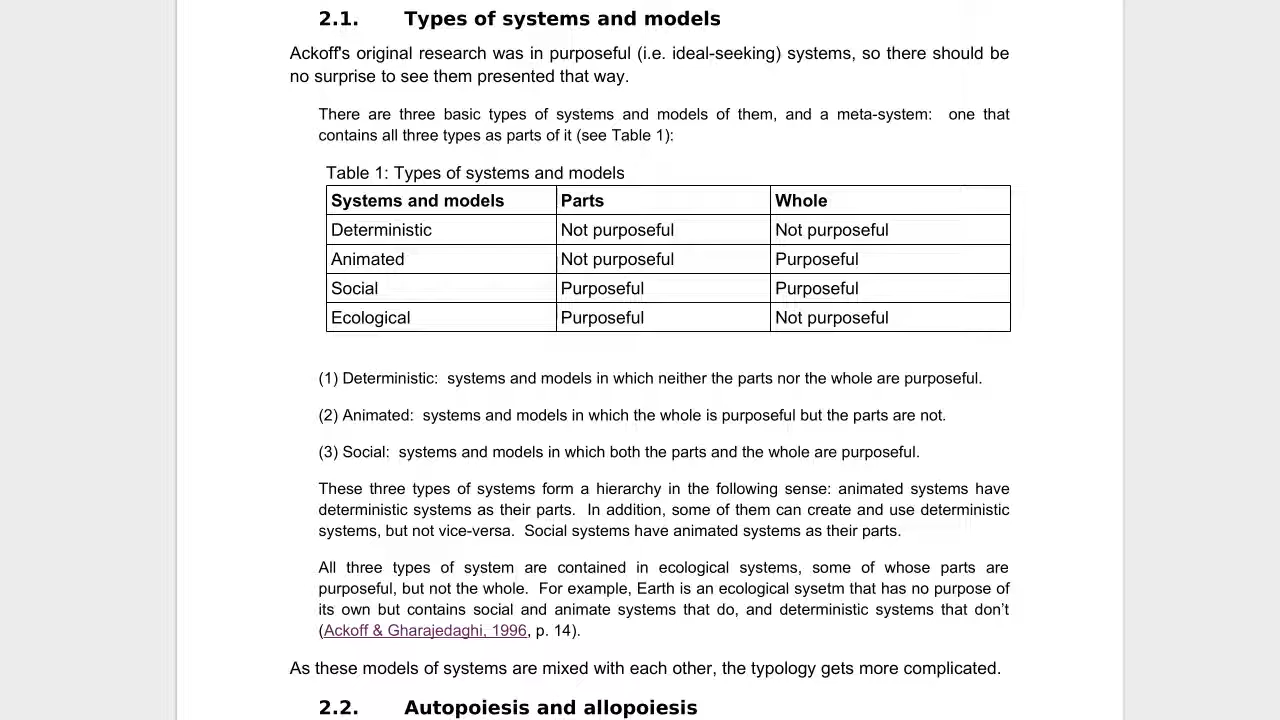 2.1. Types of systems and models
Ackoff's original research was in purposeful (i.e. ideal-seeking) systems, so there should be
no surprise to see them presented that way.
There are three basic types of systems and models of them, and a meta-system: one that
contains all three types as parts of it (see Table 1):
Table 1: Types of systems and models
Systems and models Parts Whole
Deterministic Not purposeful Not purposeful
Animated Not purposeful Purposeful
Social Purposeful Purposeful
Ecological Purposeful Not purposeful
(1) Deterministic: systems and models in which neither the parts nor the whole are purposeful.
(2) Animated: systems and models in which the whole is purposeful but the parts are not.
(3) Social: systems and models in which both the parts and the whole are purposeful.
These three types of systems form a hierarchy in the following sense: animated systems have
deterministic systems as their parts. In addition, some of them can create and use deterministic
systems, but not vice-versa. Social systems have animated systems as their parts.
All three types of system are contained in ecological systems, some of whose parts are
purposeful, but not the whole. For example, Earth is an ecological sysetm that has no purpose of
its own but contains social and animate systems that do, and deterministic systems that don’t
(Ackoff & Gharajedaghi, 1996, p. 14).
As these models of systems are mixed with each other, the typology gets more complicated.
2.2. Autopoiesis and allopoiesis